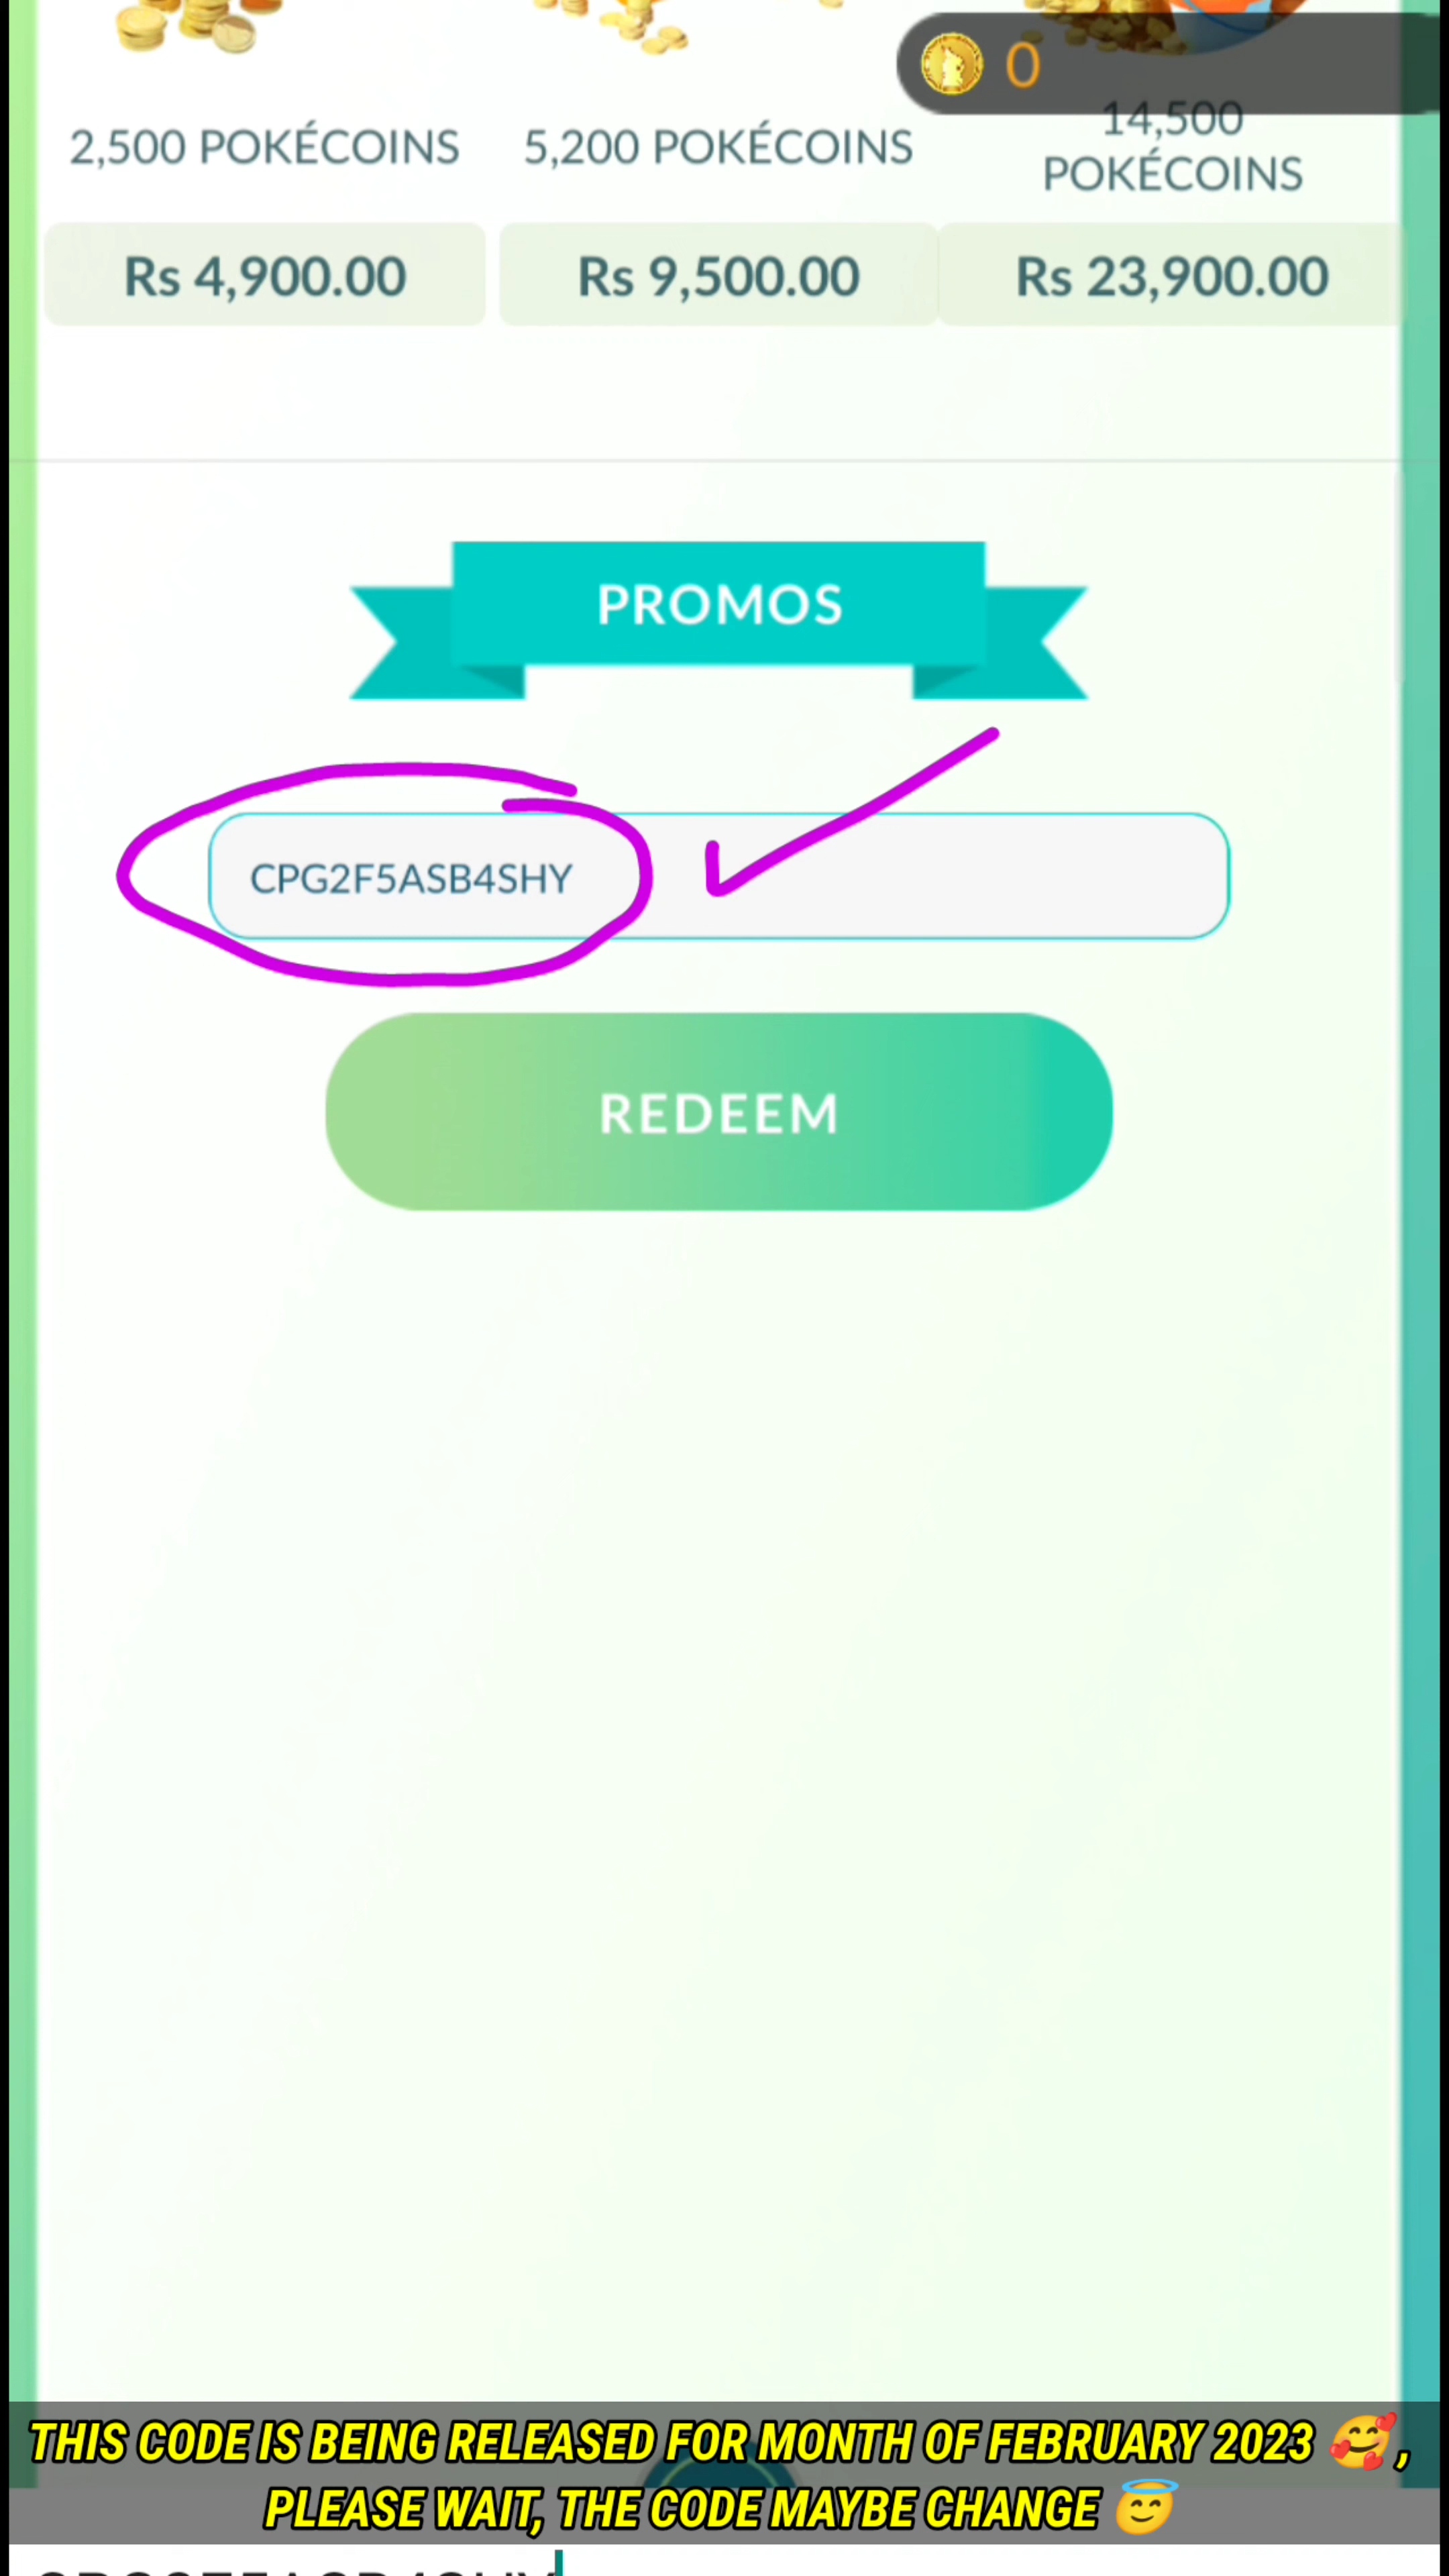 0
2,500 POKÉCOINS 5,200 POKÉCOINS 14,500
POKÉCOINS
Rs 4,900.00 Rs 9,500.00 Rs 23,900.00
PROMOS
CPG2F5ASB4SHY
REDEEM
THIS CODE IS BEING RELEASED FOR MONTH OF FEBRUARY 2023 🥰,
PLEASE WAIT, THE CODE MAYBE CHANGE 😇